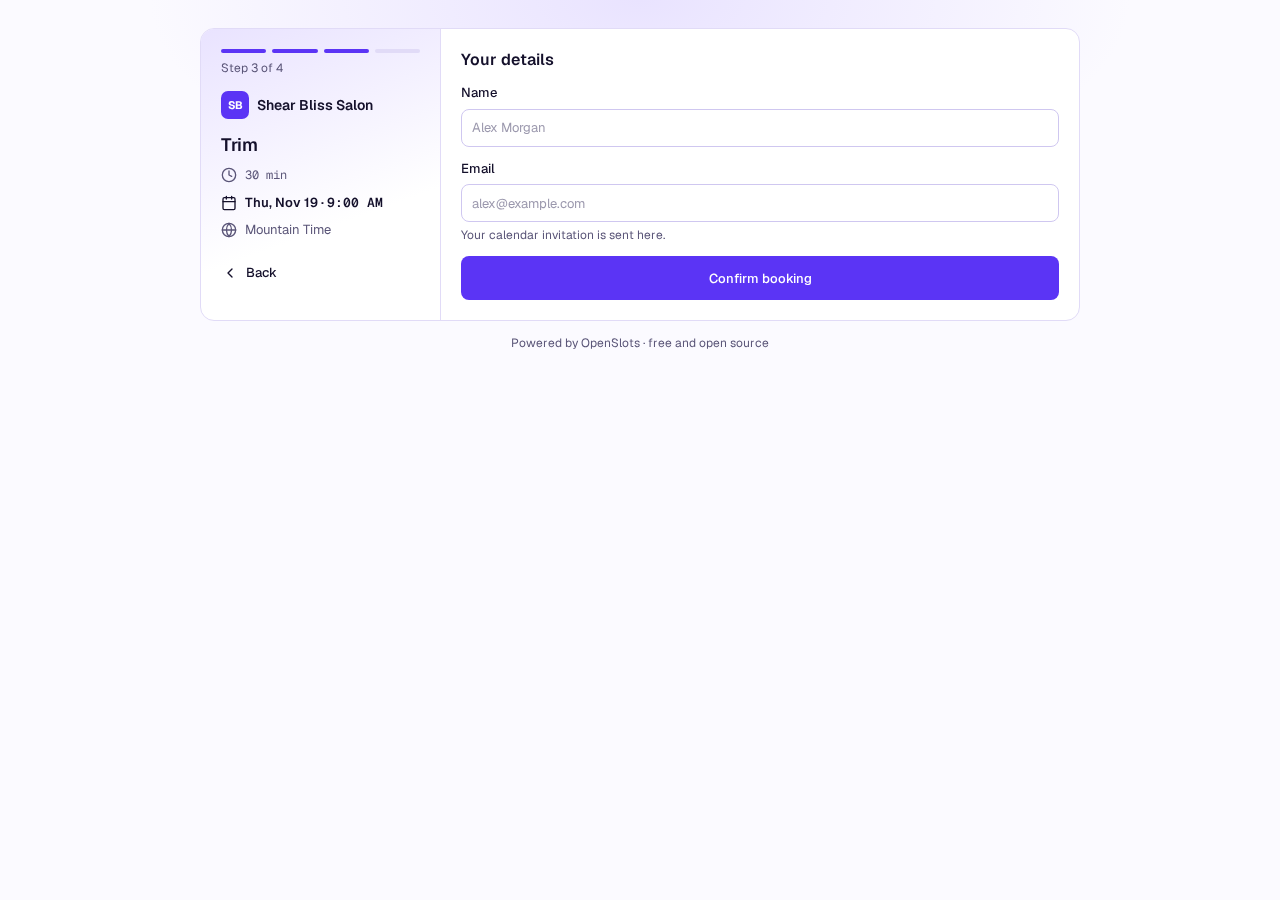 Step 3 of 4
SB Shear Bliss Salon
Trim
30 min
Thu, Nov 19 · 9:00 AM
Mountain Time
Back
Your details
Name
Alex Morgan
Email
alex@example.com
Your calendar invitation is sent here.
Confirm booking
Powered by OpenSlots · free and open source